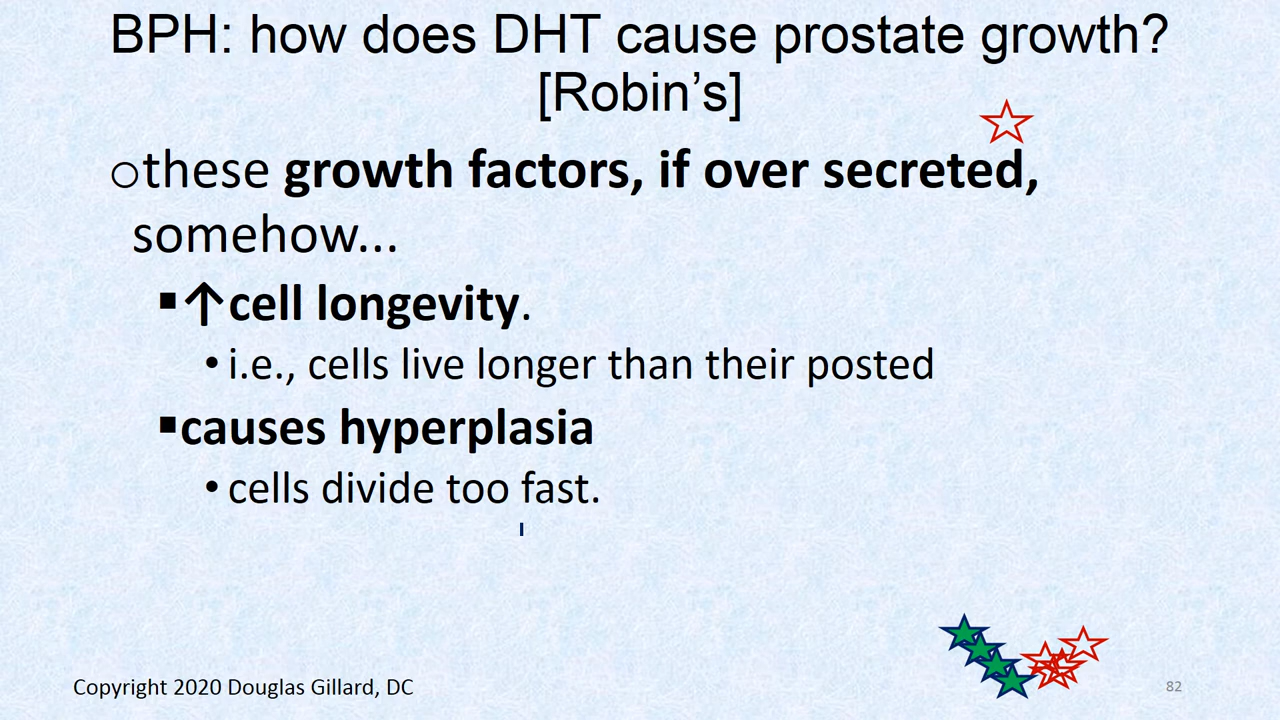 BPH: how does DHT cause prostate growth?
[Robin’s]
○these growth factors, if over secreted,
somehow...
▪↑cell longevity.
• i.e., cells live longer than their posted
▪causes hyperplasia
• cells divide too fast.
Copyright 2020 Douglas Gillard, DC
82